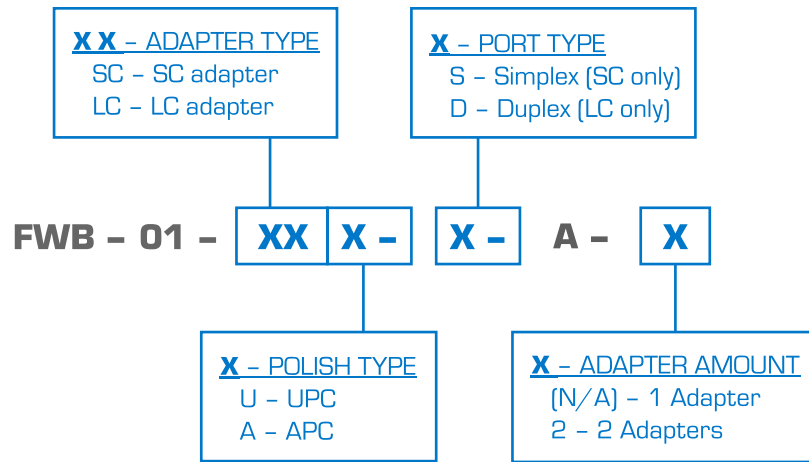 X X – ADAPTER TYPE
SC – SC adapter
LC – LC adapter
X – PORT TYPE
S – Simplex (SC only)
D – Duplex (LC only)
FWB – 01 – XX X – X – A – X
X – POLISH TYPE
U – UPC
A – APC
X – ADAPTER AMOUNT
(N/A) – 1 Adapter
2 – 2 Adapters